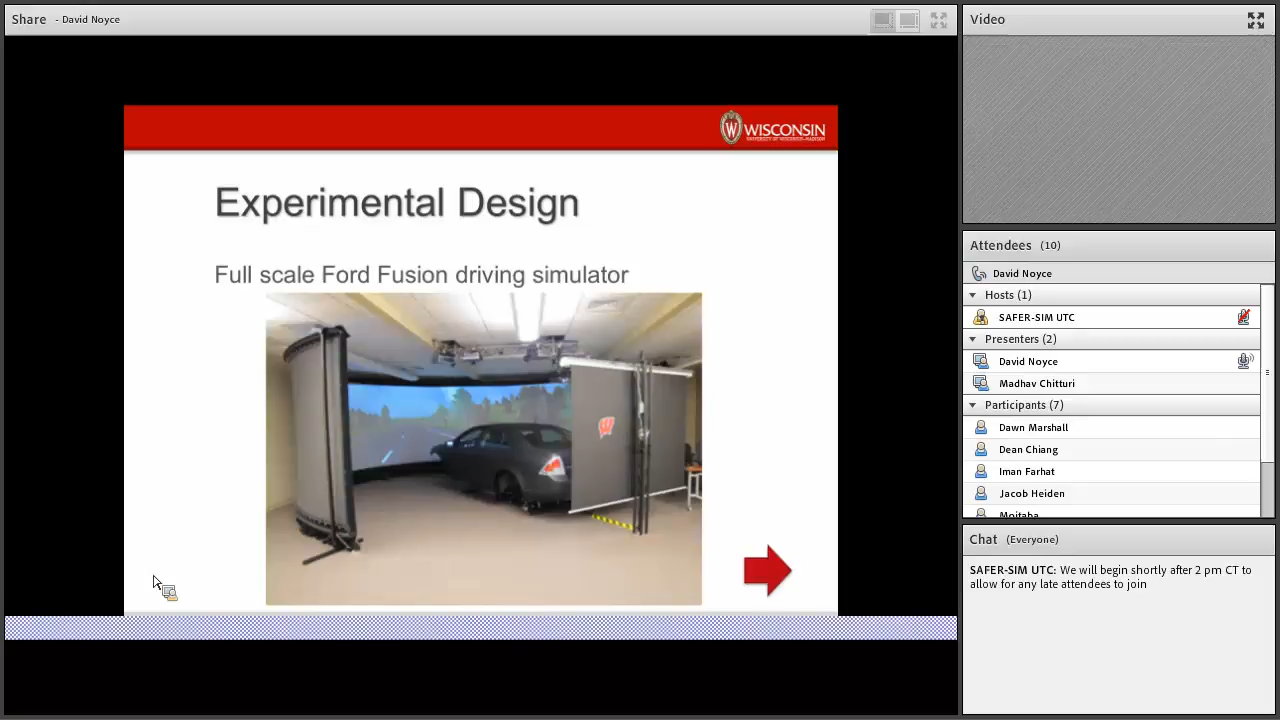 Share - David Noyce
WISCONSIN
UNIVERSITY OF WISCONSIN-MADISON
Experimental Design
Full scale Ford Fusion driving simulator
W
Video
Attendees (10)
David Noyce
Hosts (1)
SAFER-SIM UTC
Presenters (2)
David Noyce
Madhav Chitturi
Participants (7)
Dawn Marshall
Dean Chiang
Iman Farhat
Jacob Heiden
Mojtaba
Chat (Everyone)
SAFER-SIM UTC: We will begin shortly after 2 pm CT to
allow for any late attendees to join